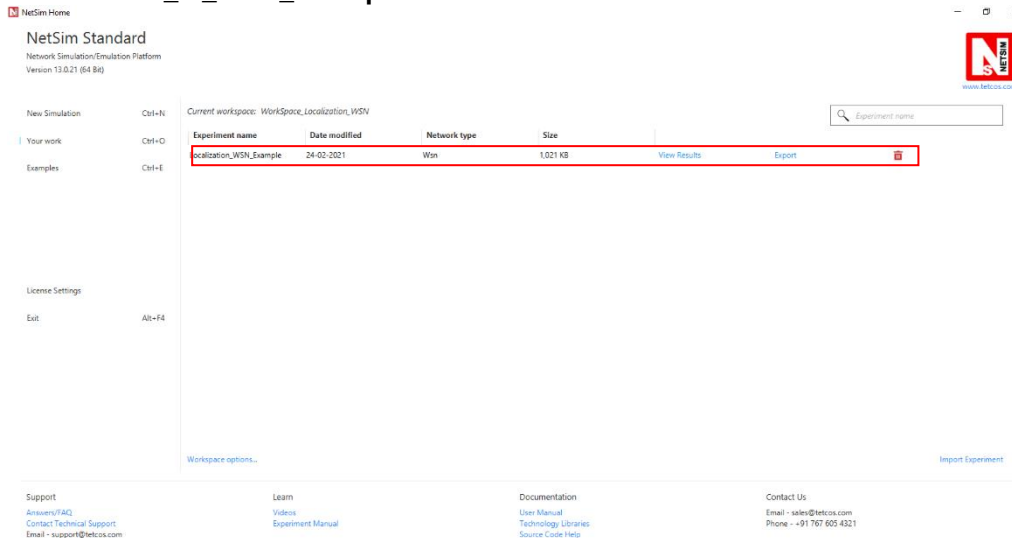 NetSim Home
NetSim Standard
Network Simulation/Emulation Platform
Version 13.0.21 (64 Bit)
NETSIM
www.tetcos.com
New Simulation Ctrl+N
Your work Ctrl+O
Examples Ctrl+E
License Settings
Exit Alt+F4
Current workspace: WorkSpace_Localization_WSN
Experiment name
Experiment name Date modified Network type Size
Localization_WSN_Example 24-02-2021 Wsn 1,021 KB View Results Export
Workspace options...
Import Experiment
Support
Answers/FAQ
Contact Technical Support
Email - support@tetcos.com
Learn
Videos
Experiment Manual
Documentation
User Manual
Technology Libraries
Source Code Help
Contact Us
Email - sales@tetcos.com
Phone - +91 767 605 4321